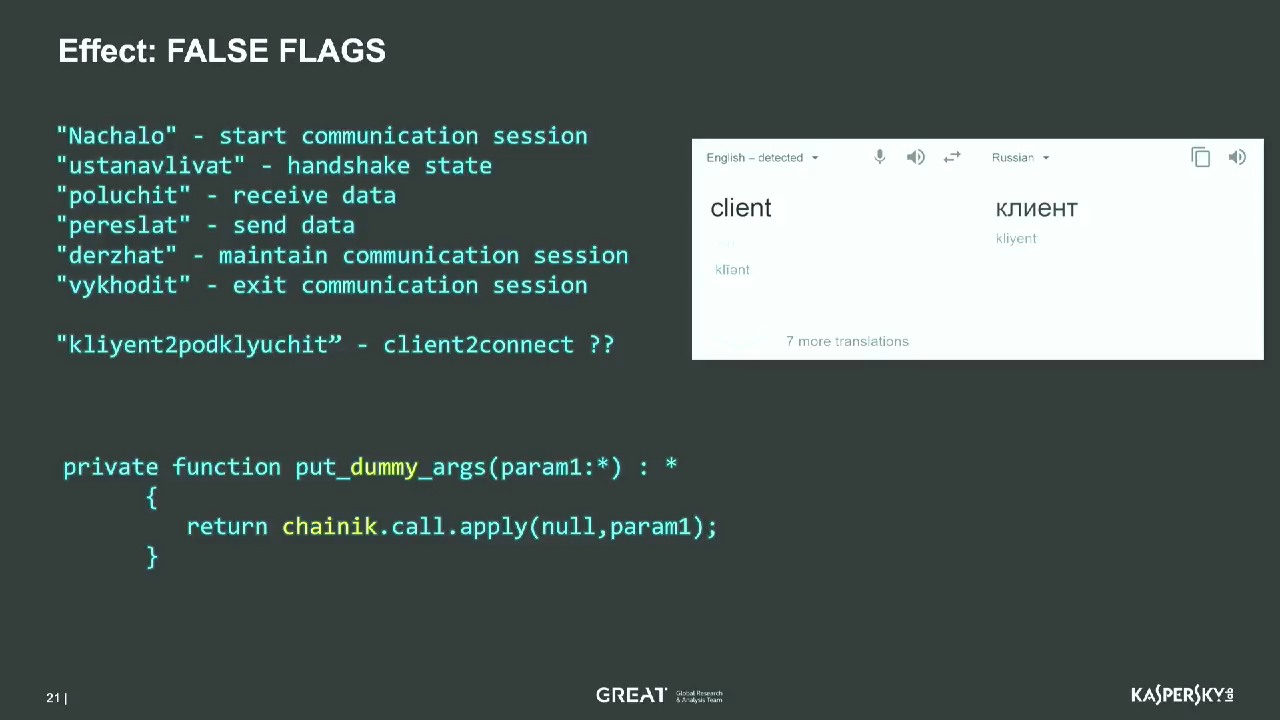 Effect: FALSE FLAGS
"Nachalo" - start communication session
"ustanavlivat" - handshake state
"poluchit" - receive data
"pereslat" - send data
"derzhat" - maintain communication session
"vykhodit" - exit communication session
"kliyent2podklyuchit” - client2connect ??
English – detected
Russian
client
клиент
kliyent
klīənt
7 more translations
private function put_dummy_args(param1:*) : *
{
return chainik.call.apply(null,param1);
}
21 |
GREAT Global Research
& Analysis Team
KASPERSKY lab